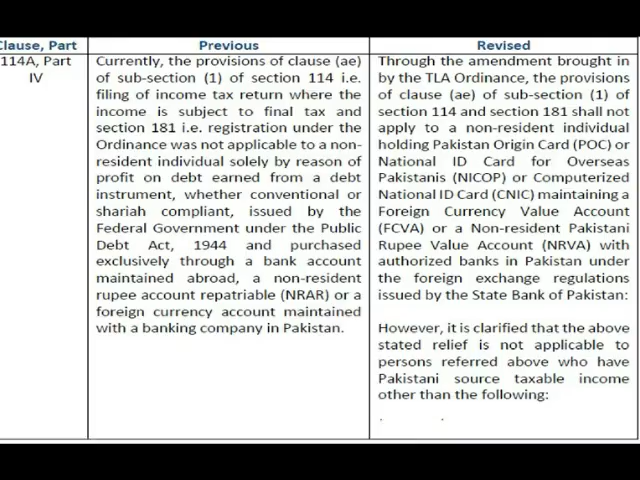 Clause, Part
Previous
Revised
114A, Part
IV
Currently, the provisions of clause (ae)
of sub-section (1) of section 114 i.e.
filing of income tax return where the
income is subject to final tax and
section 181 i.e. registration under the
Ordinance was not applicable to a non-
resident individual solely by reason of
profit on debt earned from a debt
instrument, whether conventional or
shariah compliant, issued by the
Federal Government under the Public
Debt Act, 1944 and purchased
exclusively through a bank account
maintained abroad, a non-resident
rupee account repatriable (NRAR) or a
foreign currency account maintained
with a banking company in Pakistan.
Through the amendment brought in
by the TLA Ordinance, the provisions
of clause (ae) of sub-section (1) of
section 114 and section 181 shall not
apply to a non-resident individual
holding Pakistan Origin Card (POC) or
National ID Card for Overseas
Pakistanis (NICOP) or Computerized
National ID Card (CNIC) maintaining a
Foreign Currency Value Account
(FCVA) or a Non-resident Pakistani
Rupee Value Account (NRVA) with
authorized banks in Pakistan under
the foreign exchange regulations
issued by the State Bank of Pakistan:
However, it is clarified that the above
stated relief is not applicable to
persons referred above who have
Pakistani source taxable income
other than the following: